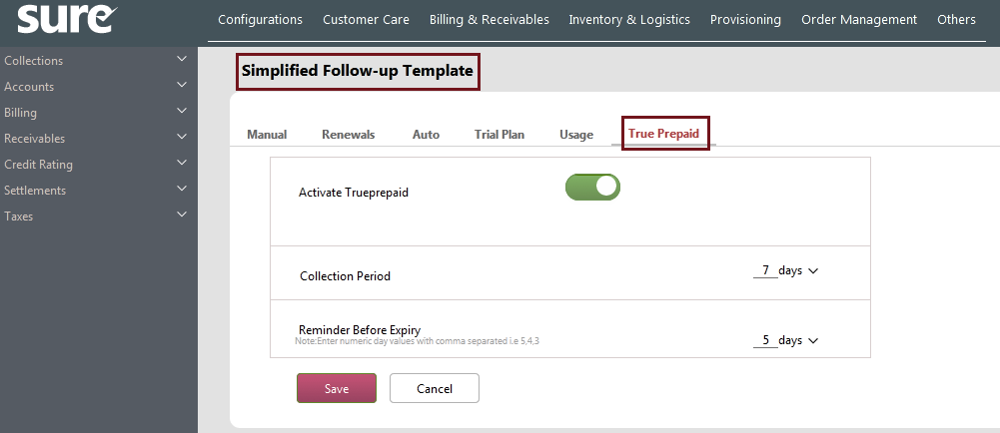 sure
Configurations Customer Care Billing & Receivables Inventory & Logistics Provisioning Order Management Others
Collections
Accounts
Billing
Receivables
Credit Rating
Settlements
Taxes
Simplified Follow-up Template
Manual Renewals Auto Trial Plan Usage True Prepaid
Activate Trueprepaid
Collection Period 7 days
Reminder Before Expiry
Note:Enter numeric day values with comma separated i.e 5,4,3
5 days
Save Cancel